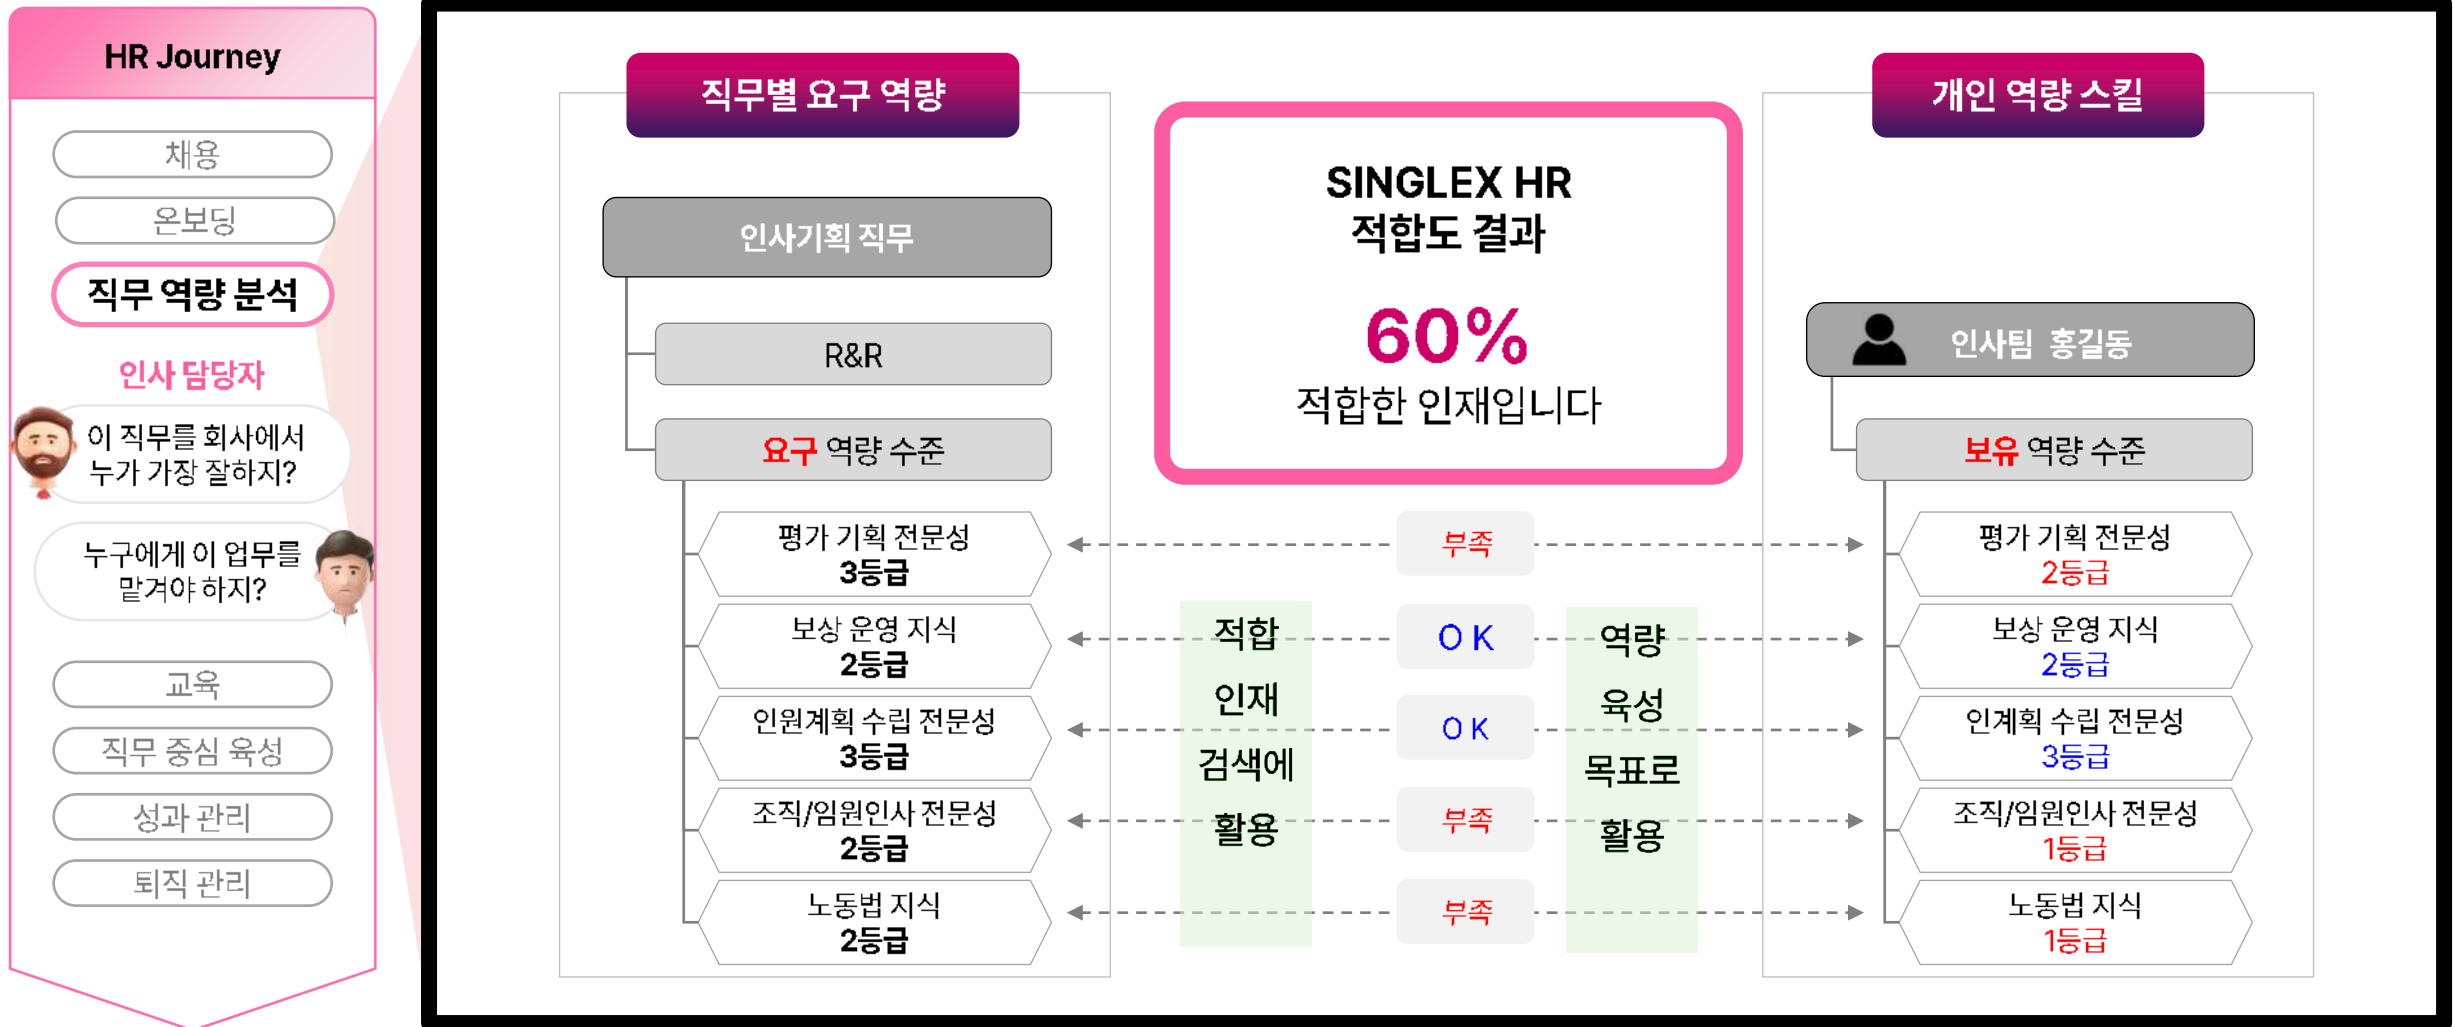 HR Journey
채용
온보딩
직무 역량 분석
인사 담당자
이 직무를 회사에서
누가 가장 잘하지?
누구에게 이 업무를
맡겨야 하지?
교육
직무 중심 육성
성과 관리
퇴직 관리
직무별 요구 역량
인사기획 직무
R&R
요구 역량 수준
평가 기획 전문성
3등급
보상 운영 지식
2등급
인원계획 수립 전문성
3등급
조직/임원인사 전문성
2등급
노동법 지식
2등급
SINGLEX HR
적합도 결과
60%
적합한 인재입니다
부족
O K
O K
부족
부족
적합
인재
검색에
활용
역량
육성
목표로
활용
개인 역량 스킬
인사팀 홍길동
보유 역량 수준
평가 기획 전문성
2등급
보상 운영 지식
2등급
인계획 수립 전문성
3등급
조직/임원인사 전문성
1등급
노동법 지식
1등급